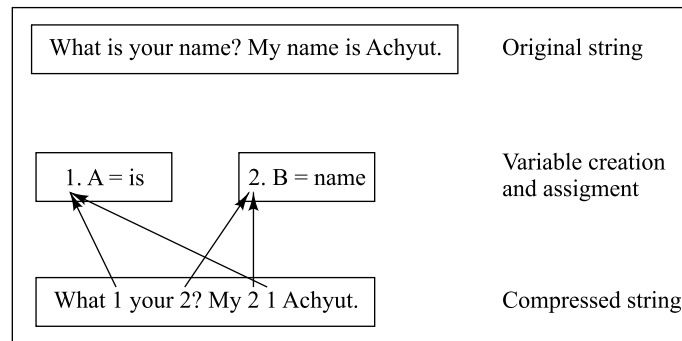 What is your name? My name is Achyut.
Original string
1. A = is
2. B = name
Variable creation
and assigment
What 1 your 2? My 2 1 Achyut.
Compressed string